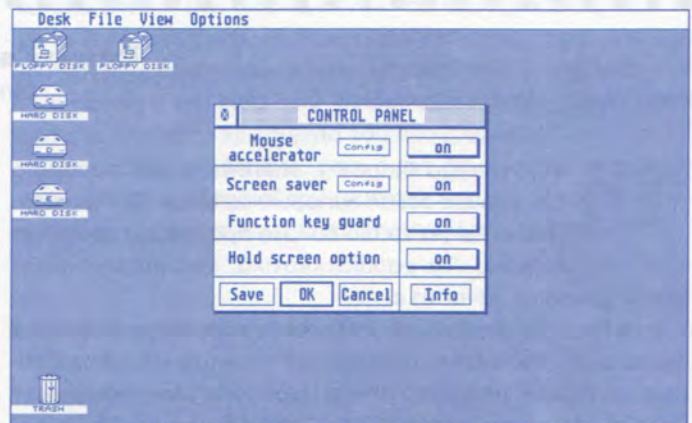 Desk File View Options
A B
FLOPPY DISK FLOPPY DISK
C
HARD DISK
D
HARD DISK
E
HARD DISK
CONTROL PANEL
Mouse
accelerator Config on
Screen saver Config on
Function key guard on
Hold screen option on
Save OK Cancel Info
TRASH